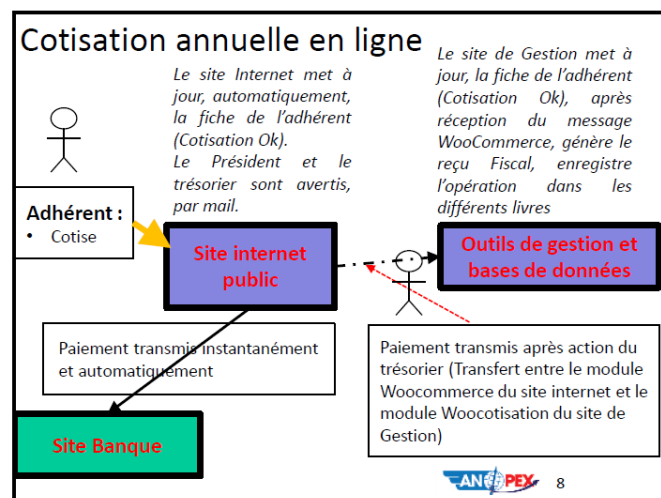 Cotisation annuelle en ligne
Le site Internet met à
jour, automatiquement,
la fiche de l'adhérent
(Cotisation Ok).
Le Président et le
trésorier sont avertis,
par mail.
Le site de Gestion met à
jour, la fiche de l'adhérent
(Cotisation Ok), après
réception du message
WooCommerce, génère le
reçu Fiscal, enregistre
l'opération dans les
différents livres
Adhérent :
• Cotise
Site internet
public
Outils de gestion et
bases de données
Paiement transmis instantanément
et automatiquement
Paiement transmis après action du
trésorier (Transfert entre le module
Woocommerce du site internet et le
module Woocotisation du site de
Gestion)
Site Banque
ANOPEX
8